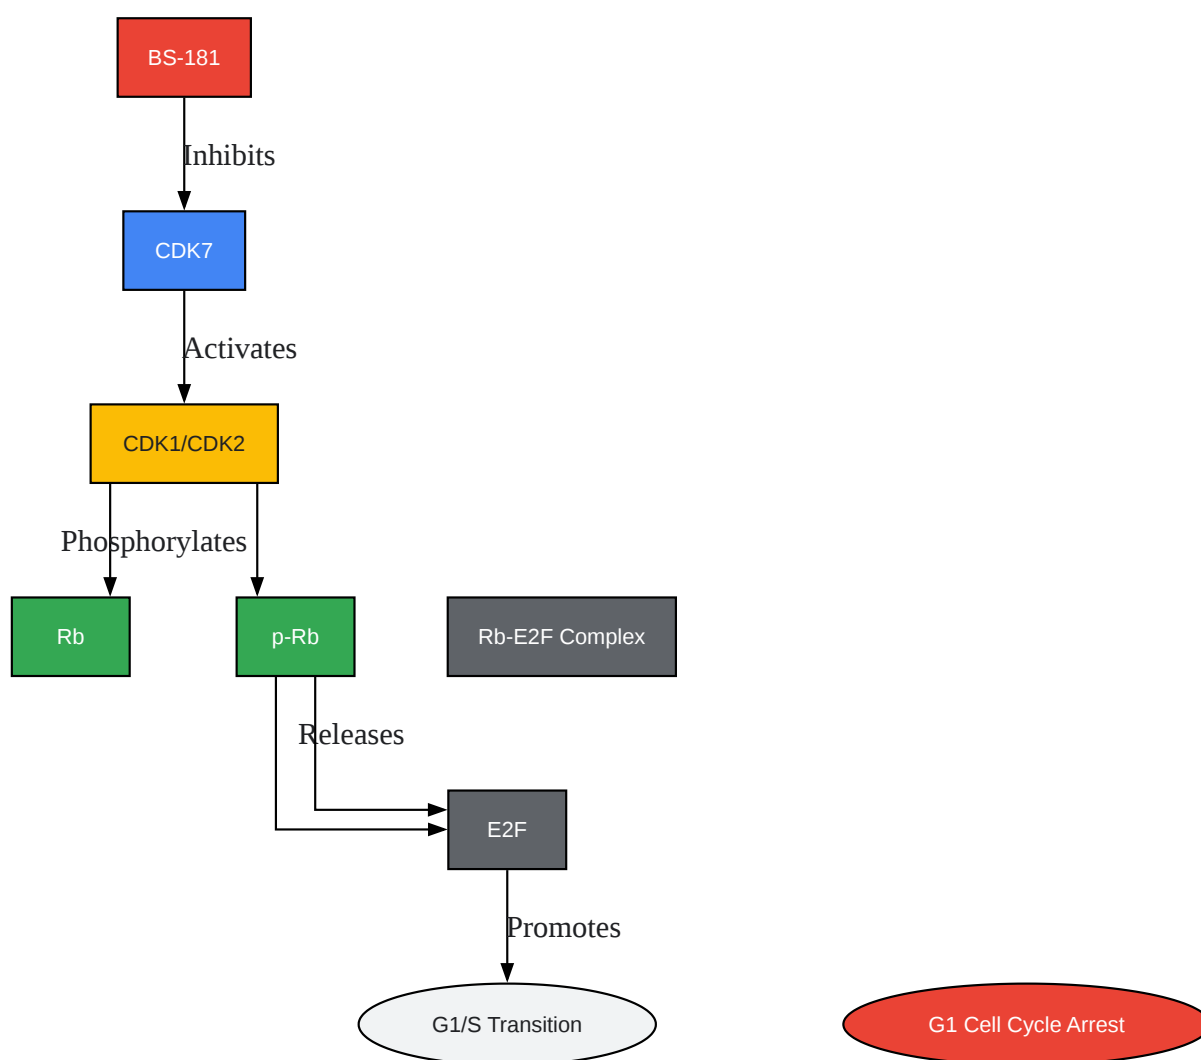 BS-181
Inhibits
CDK7
Activates
CDK1/CDK2
Phosphorylates
Rb
p-Rb
Rb-E2F Complex
Releases
E2F
Promotes
G1/S Transition
G1 Cell Cycle Arrest